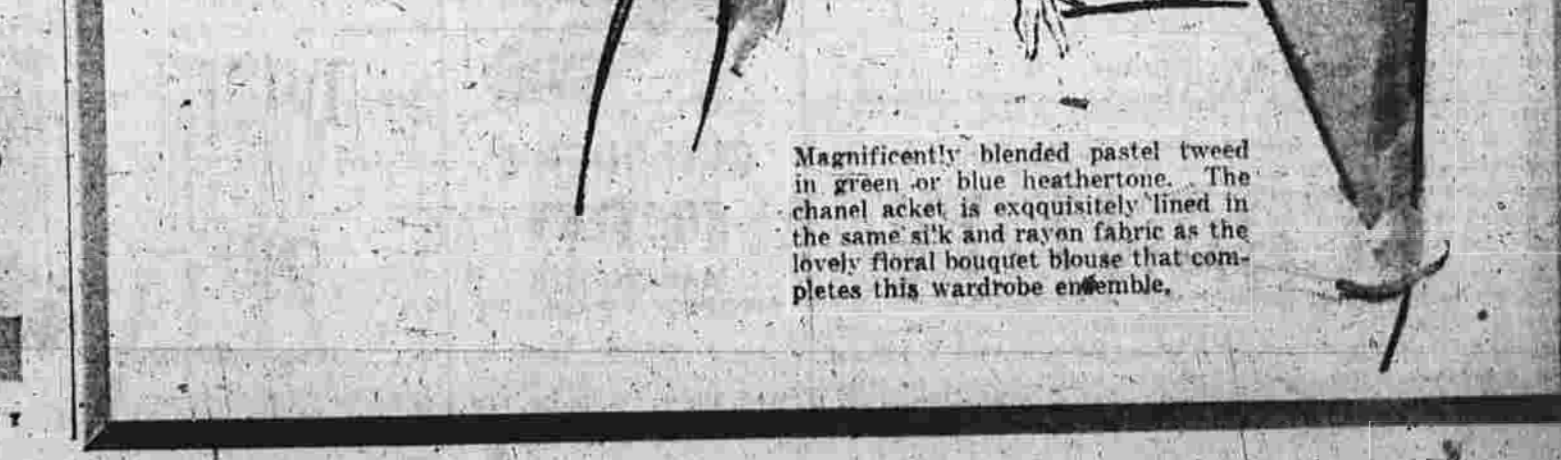 Magnificently blended pastel tweed
in green or blue heathertone. The
chanel acket is exqquisitely lined in
the same silk and rayon fabric as the
lovely floral bouquet blouse that com-
pletes this wardrobe ensemble.